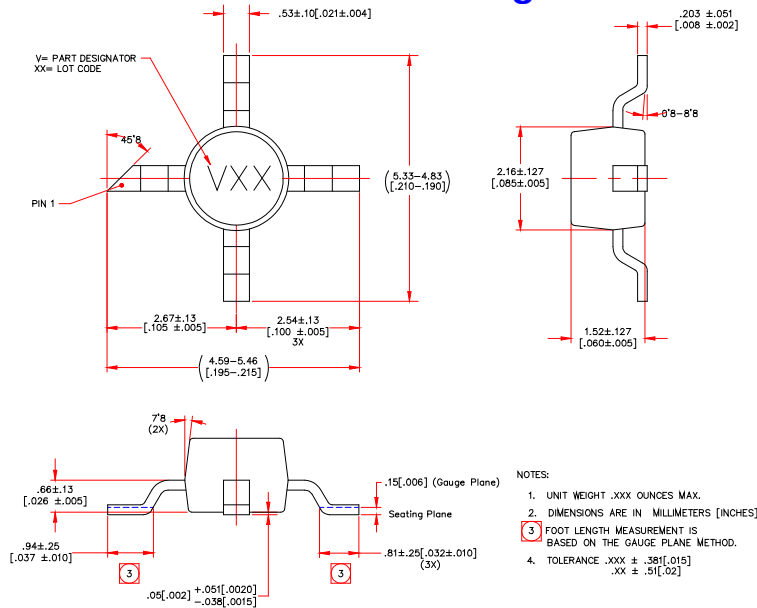 .53±.10[.021±.004]
.203 ±.051
[.008 ±.002]
V= PART DESIGNATOR
XX= LOT CODE
45°8
0°8-8°8
VXX
5.33-4.83
[.210-.190]
2.16±.127
[.085±.005]
PIN 1
2.67±.13
[.105 ±.005]
2.54±.13
[.100 ±.005]
3X
1.52±.127
[.060±.005]
4.59-5.46
[.195-.215]
7°8
(2X)
.66±.13
[.026 ±.005]
.15[.006] (Gauge Plane)
Seating Plane
.94±.25
[.037 ±.010]
.81±.25[.032±.010]
(3X)
3
3
.05[.002] +.051[.0020]
-.038[.0015]
NOTES:
1. UNIT WEIGHT .XXX OUNCES MAX.
2. DIMENSIONS ARE IN MILLIMETERS [INCHES]
3 FOOT LENGTH MEASUREMENT IS
BASED ON THE GAUGE PLANE METHOD.
4. TOLERANCE .XXX ± .381[.015]
.XX ± .51[.02]